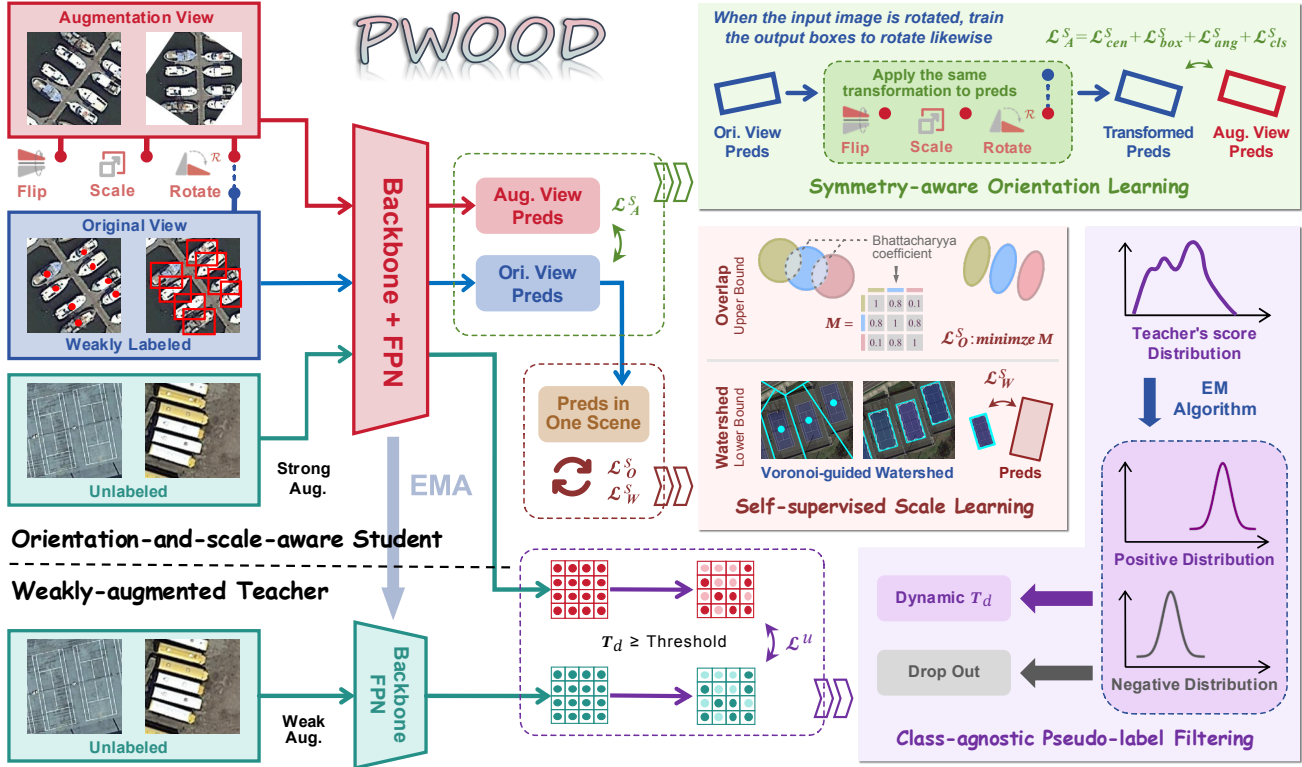 PWOOD
Augmentation View
Flip
Scale
Rotate
R
Original View
Weakly Labeled
Unlabeled
Strong
Aug.
Backbone + FPN
Aug. View
Preds
Ori. View
Preds
ℒ^S_A
Preds in
One Scene
ℒ^S_O
ℒ^S_W
EMA
Orientation-and-scale-aware Student
Weakly-augmented Teacher
Unlabeled
Weak
Aug.
Backbone
FPN
T_d ≥ Threshold
ℒ^u
When the input image is rotated, train
the output boxes to rotate likewise
ℒ^S_A = ℒ^S_cen + ℒ^S_box + ℒ^S_ang + ℒ^S_cls
Apply the same
transformation to preds
Flip
Scale
Rotate
R
Ori. View
Preds
Transformed
Preds
Aug. View
Preds
Symmetry-aware Orientation Learning
Overlap
Upper Bound
Bhattacharyya
coefficient
M =
1 0.8 0.1
0.8 1 0.8
0.1 0.8 1
ℒ^S_O : minimze M
Watershed
Lower Bound
Voronoi-guided Watershed
ℒ^S_W
Preds
Self-supervised Scale Learning
Teacher's score
Distribution
EM
Algorithm
Positive Distribution
Negative Distribution
Dynamic T_d
Drop Out
Class-agnostic Pseudo-label Filtering